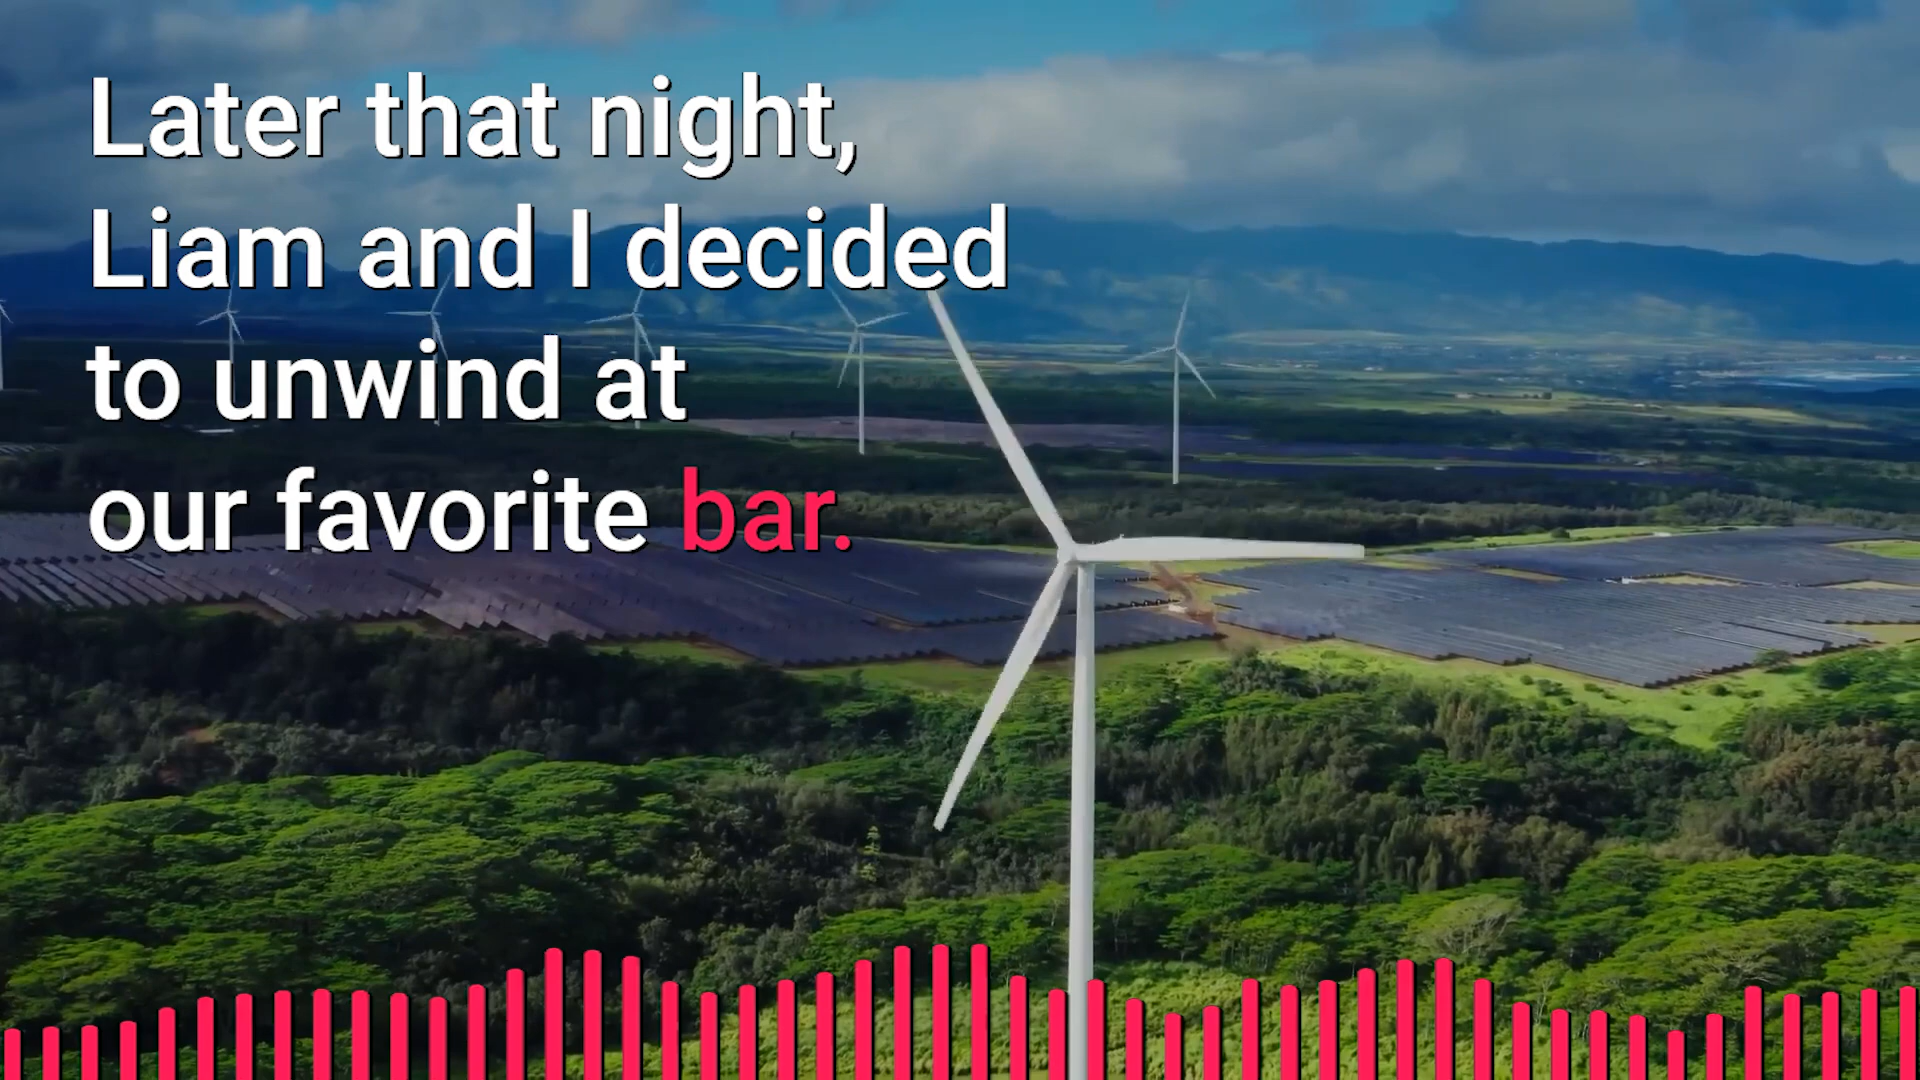 Later that night,
Liam and I decided
to unwind at
our favorite bar.